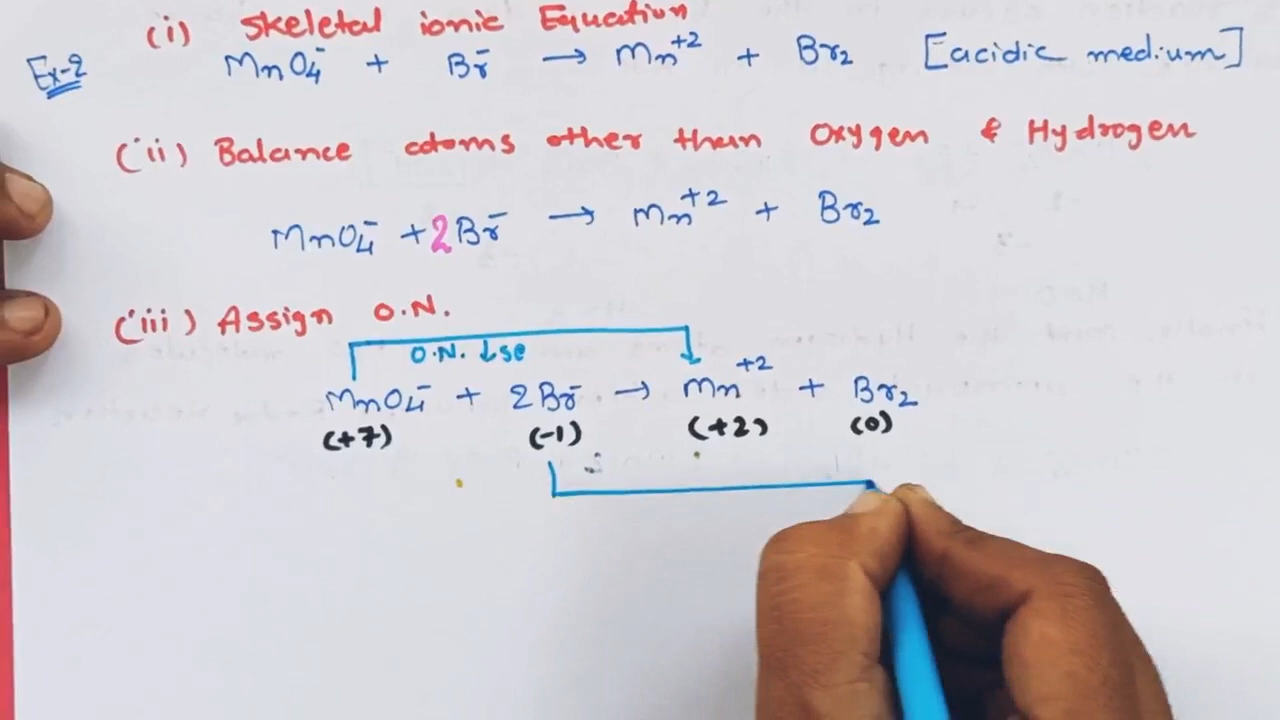 (i) Skeletal ionic Equation
Ex-2 MnO₄⁻ + Br⁻ → Mn⁺² + Br₂ [acidic medium]
(ii) Balance atoms other than Oxygen & Hydrogen
MnO₄⁻ + 2Br⁻ → Mn⁺² + Br₂
(iii) Assign O.N.
O.N. ↓se
MnO₄⁻ + 2Br⁻ → Mn⁺² + Br₂
(+7) (-1) (+2) (0)